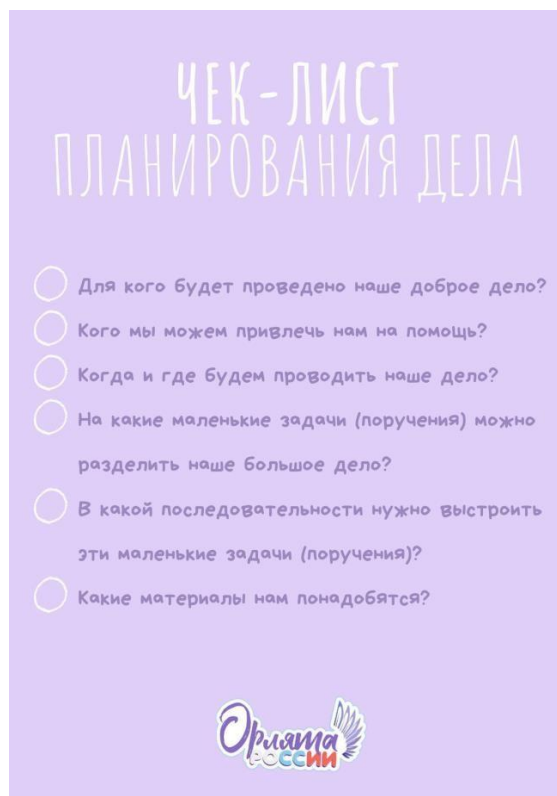 ЧЕК-ЛИСТ
ПЛАНИРОВАНИЯ ДЕЛА
Для кого будет проведено наше доброе дело?
Кого мы можем привлечь нам на помощь?
Когда и где будем проводить наше дело?
На какие маленькие задачи (поручения) можно
разделить наше большое дело?
В какой последовательности нужно выстроить
эти маленькие задачи (поручения)?
Какие материалы нам понадобятся?
Орлята
РОССИИ